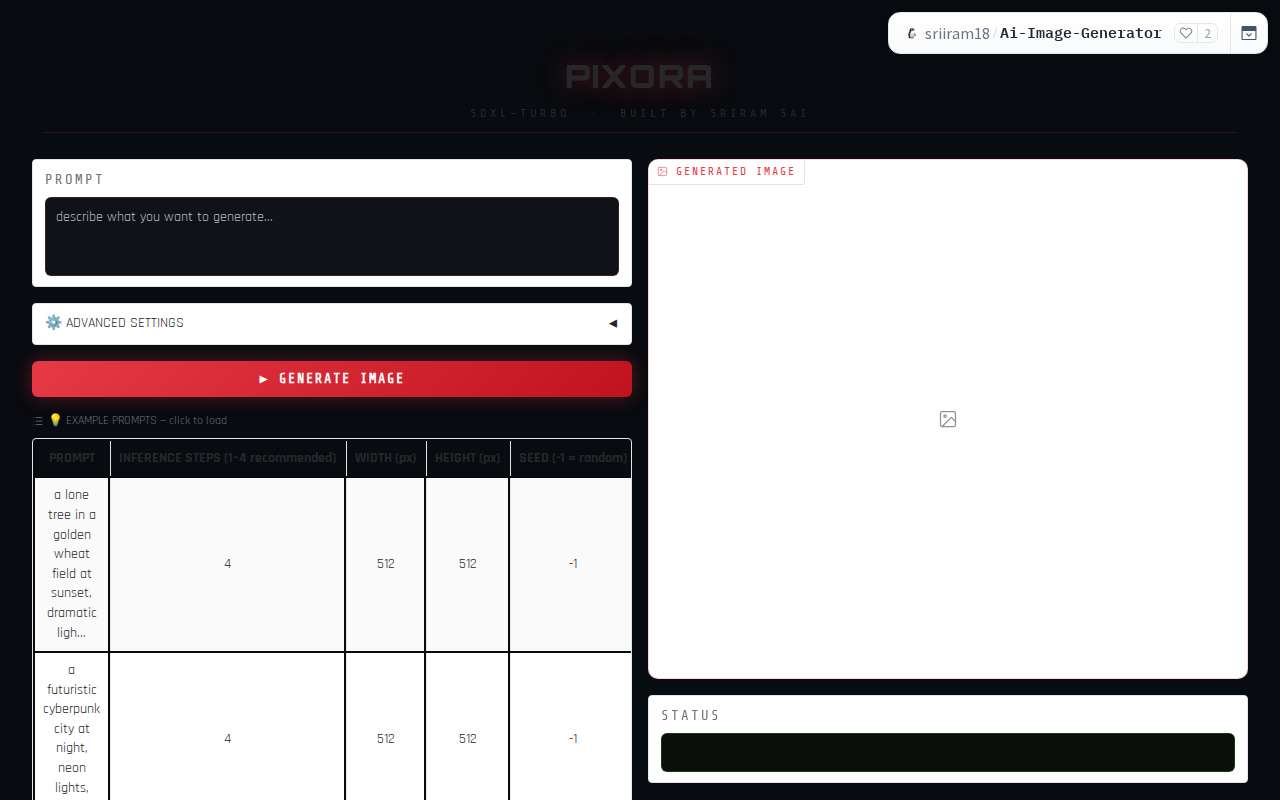 sriiram18/Ai-Image-Generator 2
PIXORA
SDXL-TURBO · BUILT BY SRIRAM SAI
PROMPT
describe what you want to generate...
⚙️ ADVANCED SETTINGS ◀
▶ GENERATE IMAGE
💡 EXAMPLE PROMPTS — click to load
PROMPT INFERENCE STEPS (1–4 recommended) WIDTH (px) HEIGHT (px) SEED (-1 = random)
a lone
tree in a
golden
wheat
field at
sunset,
dramatic
ligh...
4 512 512 -1
a
futuristic
cyberpunk
city at
night,
neon
lights,
4 512 512 -1
GENERATED IMAGE
STATUS